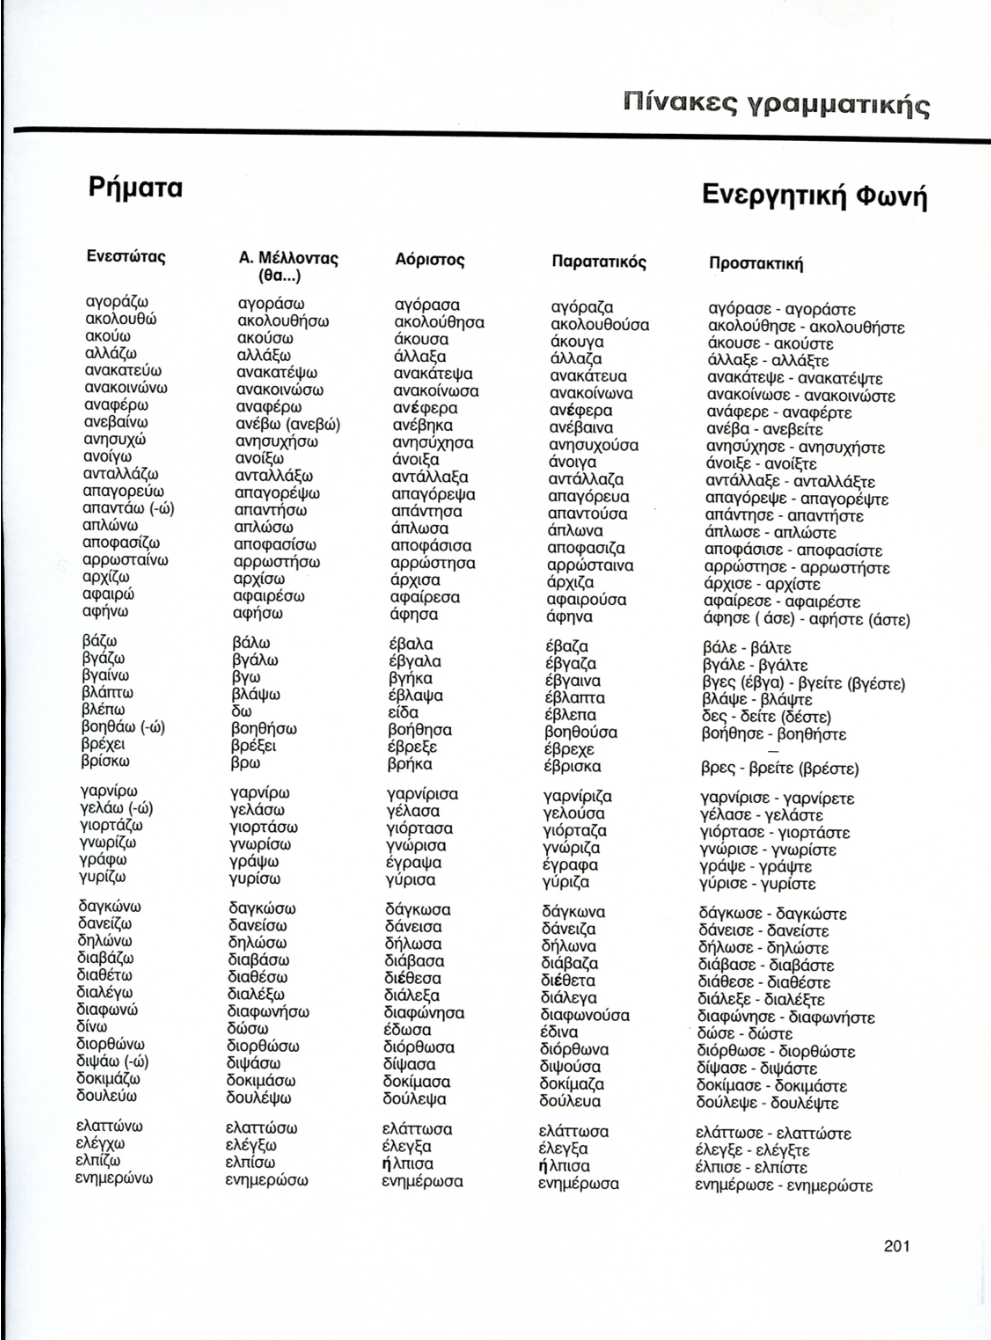 Πίνακες γραμματικής
Ρήματα Ενεργητική Φωνή
Ενεστώτας Α. Μέλλοντας Αόριστος Παρατατικός Προστακτική
(θα...)
αγοράζω αγοράσω αγόρασα αγόραζα αγόρασε - αγοράστε
ακολουθώ ακολουθήσω ακολούθησα ακολουθούσα ακολούθησε - ακολουθήστε
ακούω ακούσω άκουσα άκουγα άκουσε - ακούστε
αλλάζω αλλάξω άλλαξα άλλαζα άλλαξε - αλλάξτε
ανακατεύω ανακατέψω ανακάτεψα ανακάτευα ανακάτεψε - ανακατέψτε
ανακοινώνω ανακοινώσω ανακοίνωσα ανακοίνωνα ανακοίνωσε - ανακοινώστε
αναφέρω αναφέρω ανέφερα ανέφερα ανάφερε - αναφέρτε
ανεβαίνω ανέβω (ανεβώ) ανέβηκα ανέβαινα ανέβα - ανεβείτε
ανησυχώ ανησυχήσω ανησύχησα ανησυχούσα ανησύχησε - ανησυχήστε
ανοίγω ανοίξω άνοιξα άνοιγα άνοιξε - ανοίξτε
ανταλλάζω ανταλλάξω αντάλλαξα αντάλλαζα αντάλλαξε - ανταλλάξτε
απαγορεύω απαγορέψω απαγόρεψα απαγόρευα απαγόρεψε - απαγορέψτε
απαντάω (-ώ) απαντήσω απάντησα απαντούσα απάντησε - απαντήστε
απλώνω απλώσω άπλωσα άπλωνα άπλωσε - απλώστε
αποφασίζω αποφασίσω αποφάσισα αποφασιζα αποφάσισε - αποφασίστε
αρρωσταίνω αρρωστήσω αρρώστησα αρρώσταινα αρρώστησε - αρρωστήστε
αρχίζω αρχίσω άρχισα άρχιζα άρχισε - αρχίστε
αφαιρώ αφαιρέσω αφαίρεσα αφαιρούσα αφαίρεσε - αφαιρέστε
αφήνω αφήσω άφησα άφηνα άφησε ( άσε) - αφήστε (άστε)
βάζω βάλω έβαλα έβαζα βάλε - βάλτε
βγάζω βγάλω έβγαλα έβγαζα βγάλε - βγάλτε
βγαίνω βγω βγήκα έβγαινα βγες (έβγα) - βγείτε (βγέστε)
βλάπτω βλάψω έβλαψα έβλαπτα βλάψε - βλάψτε
βλέπω δω είδα έβλεπα δες - δείτε (δέστε)
βοηθάω (-ώ) βοηθήσω βοήθησα βοηθούσα βοήθησε - βοηθήστε
βρέχει βρέξει έβρεξε έβρεχε –
βρίσκω βρω βρήκα έβρισκα βρες - βρείτε (βρέστε)
γαρνίρω γαρνίρω γαρνίρισα γαρνίριζα γαρνίρισε - γαρνίρετε
γελάω (-ώ) γελάσω γέλασα γελούσα γέλασε - γελάστε
γιορτάζω γιορτάσω γιόρτασα γιόρταζα γιόρτασε - γιορτάστε
γνωρίζω γνωρίσω γνώρισα γνώριζα γνώρισε - γνωρίστε
γράφω γράψω έγραψα έγραφα γράψε - γράψτε
γυρίζω γυρίσω γύρισα γύριζα γύρισε - γυρίστε
δαγκώνω δαγκώσω δάγκωσα δάγκωνα δάγκωσε - δαγκώστε
δανείζω δανείσω δάνεισα δάνειζα δάνεισε - δανείστε
δηλώνω δηλώσω δήλωσα δήλωνα δήλωσε - δηλώστε
διαβάζω διαβάσω διάβασα διάβαζα διάβασε - διαβάστε
διαθέτω διαθέσω διέθεσα διέθετα διάθεσε - διαθέστε
διαλέγω διαλέξω διάλεξα διάλεγα διάλεξε - διαλέξτε
διαφωνώ διαφωνήσω διαφώνησα διαφωνούσα διαφώνησε - διαφωνήστε
δίνω δώσω έδωσα έδινα δώσε - δώστε
διορθώνω διορθώσω διόρθωσα διόρθωνα διόρθωσε - διορθώστε
διψάω (-ώ) διψάσω δίψασα διψούσα δίψασε - διψάστε
δοκιμάζω δοκιμάσω δοκίμασα δοκίμαζα δοκίμασε - δοκιμάστε
δουλεύω δουλέψω δούλεψα δούλευα δούλεψε - δουλέψτε
ελαττώνω ελαττώσω ελάττωσα ελάττωσα ελάττωσε - ελαττώστε
ελέγχω ελέγξω έλεγξα έλεγξα έλεγξε - ελέγξτε
ελπίζω ελπίσω ήλπισα ήλπισα έλπισε - ελπίστε
ενημερώνω ενημερώσω ενημέρωσα ενημέρωσα ενημέρωσε - ενημερώστε
201